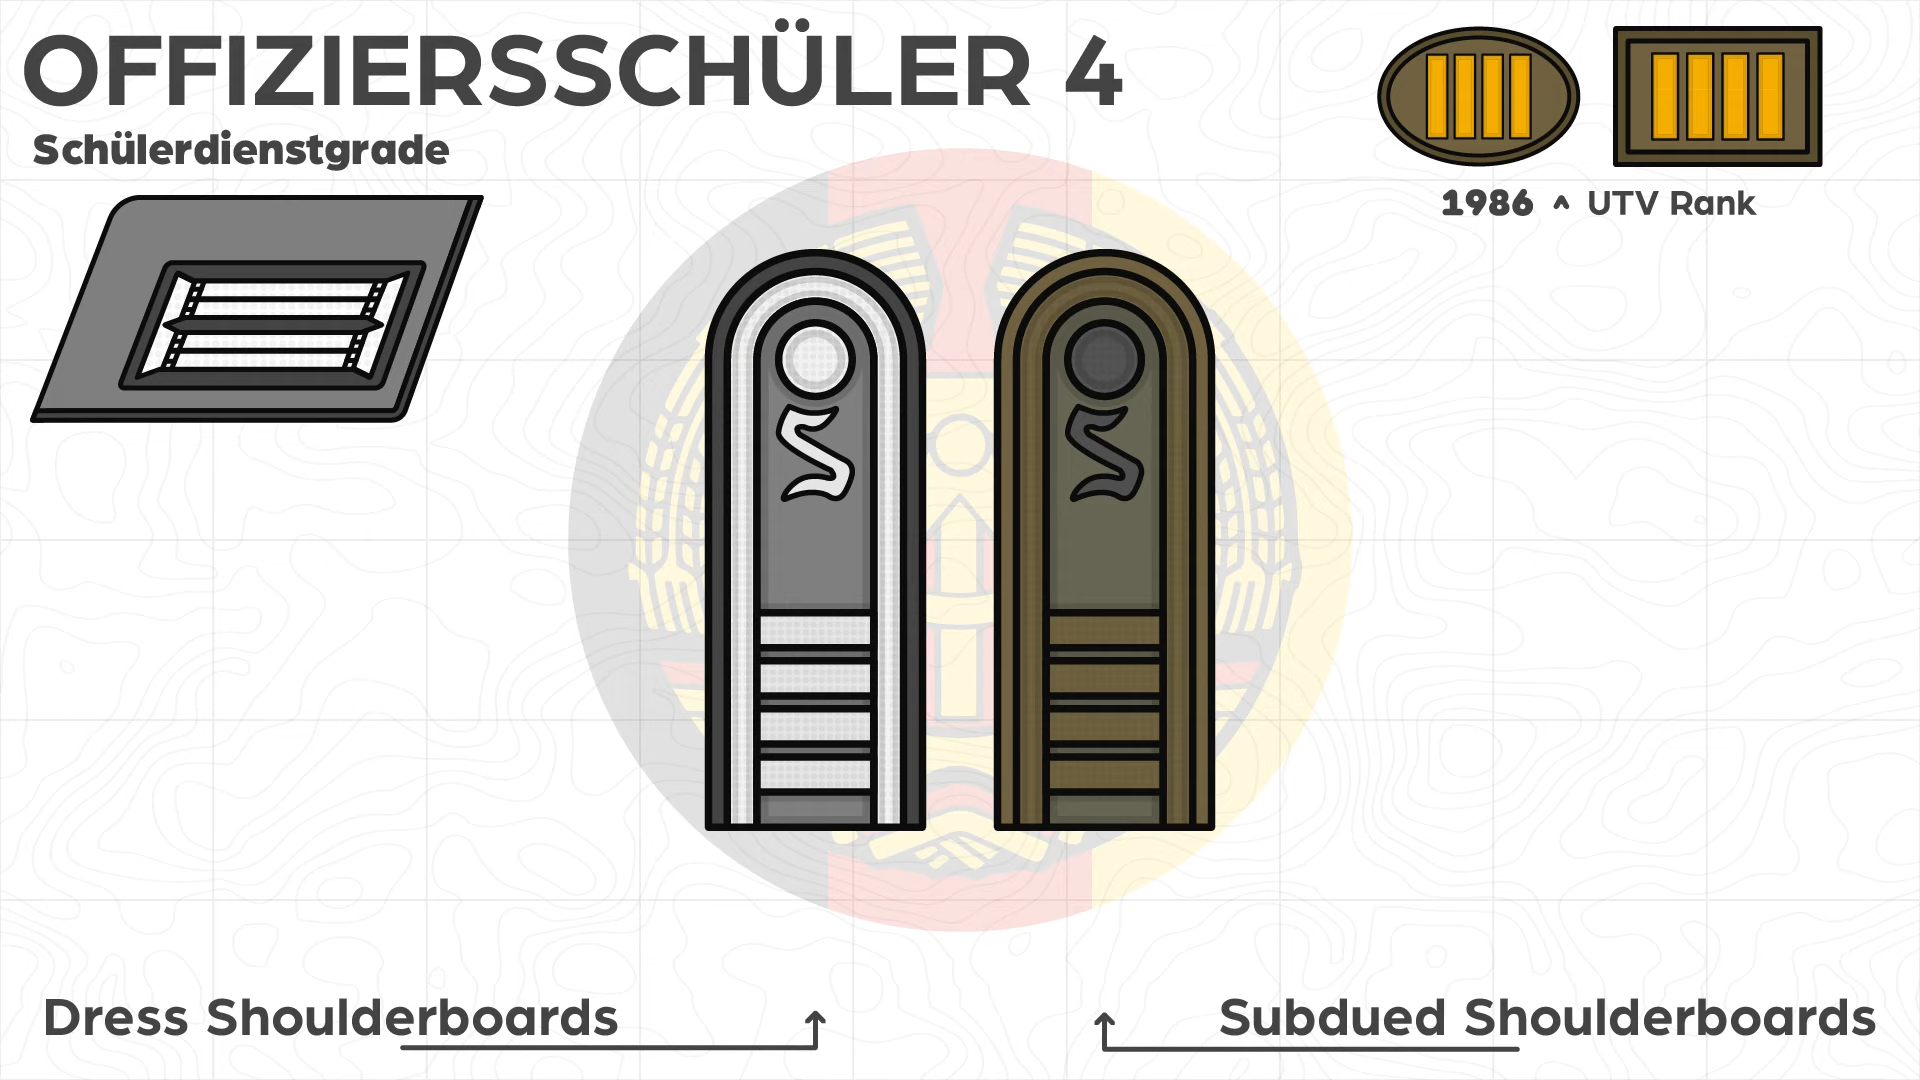 OFFIZIERSSCHÜLER 4
Schülerdienstgrade
1986 ^ UTV Rank
S
S
Dress Shoulderboards
Subdued Shoulderboards